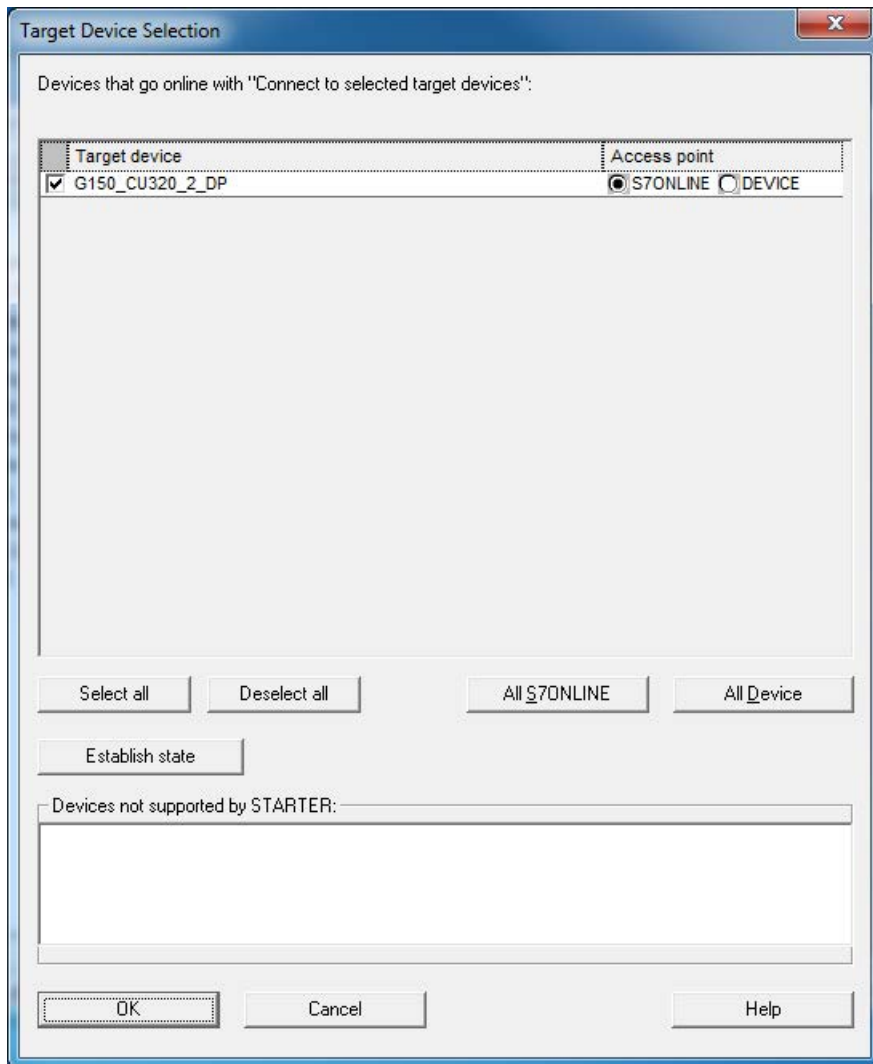 Target Device Selection
Devices that go online with "Connect to selected target devices":
Target device Access point
G150_CU320_2_DP S7ONLINE DEVICE
Select all Deselect all All S7ONLINE All Device
Establish state
Devices not supported by STARTER:
OK Cancel Help